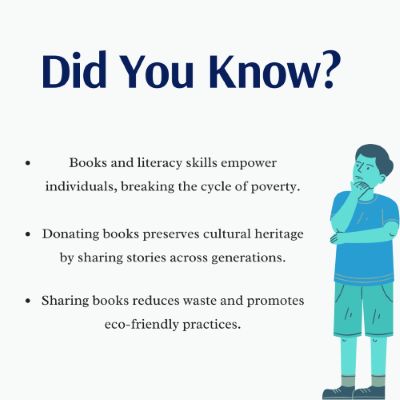 Did You Know?
• Books and literacy skills empower
individuals, breaking the cycle of poverty.
• Donating books preserves cultural heritage
by sharing stories across generations.
• Sharing books reduces waste and promotes
eco-friendly practices.